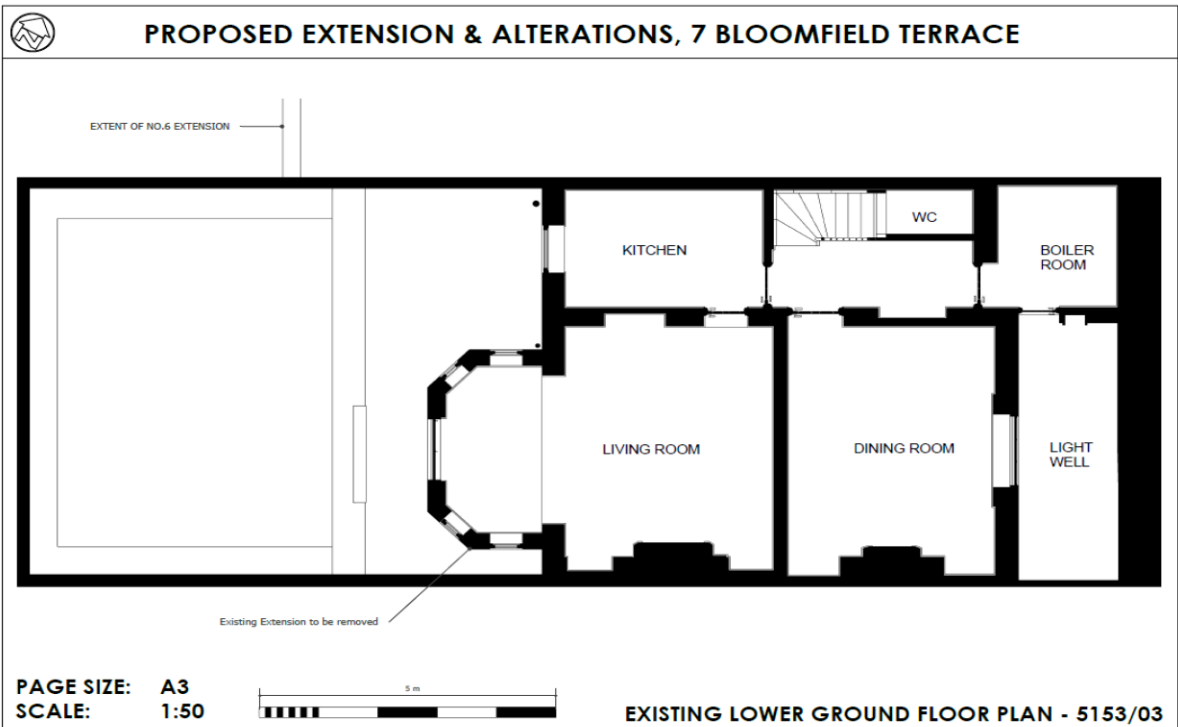 PROPOSED EXTENSION & ALTERATIONS, 7 BLOOMFIELD TERRACE
EXTENT OF NO.6 EXTENSION
WC
KITCHEN
BOILER
ROOM
LIVING ROOM
DINING ROOM
LIGHT
WELL
Existing Extension to be removed
PAGE SIZE: A3
SCALE: 1:50
5 m
EXISTING LOWER GROUND FLOOR PLAN - 5153/03